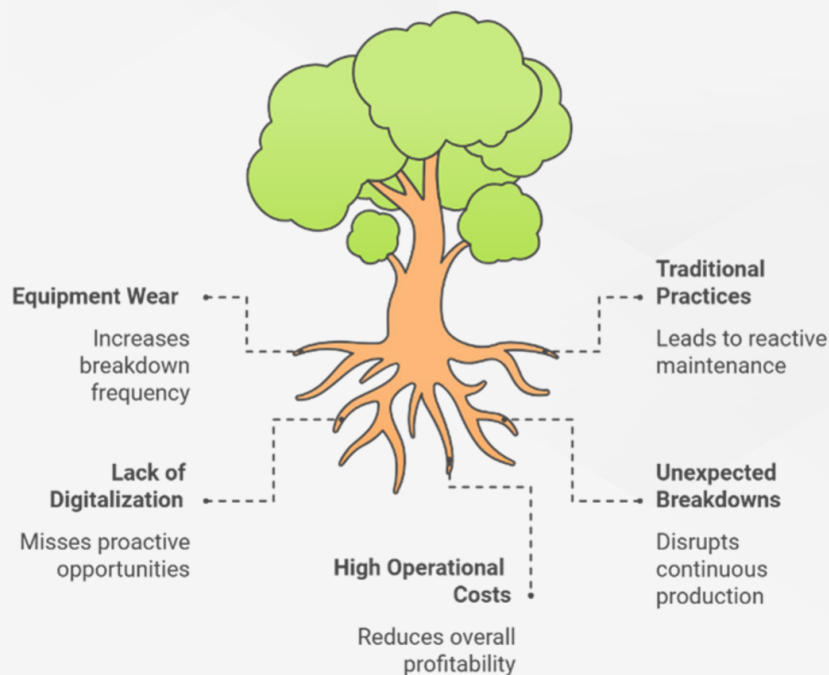 Equipment Wear
Increases
breakdown
frequency
Traditional
Practices
Leads to reactive
maintenance
Lack of
Digitalization
Misses proactive
opportunities
Unexpected
Breakdowns
Disrupts
continuous
production
High Operational
Costs
Reduces overall
profitability